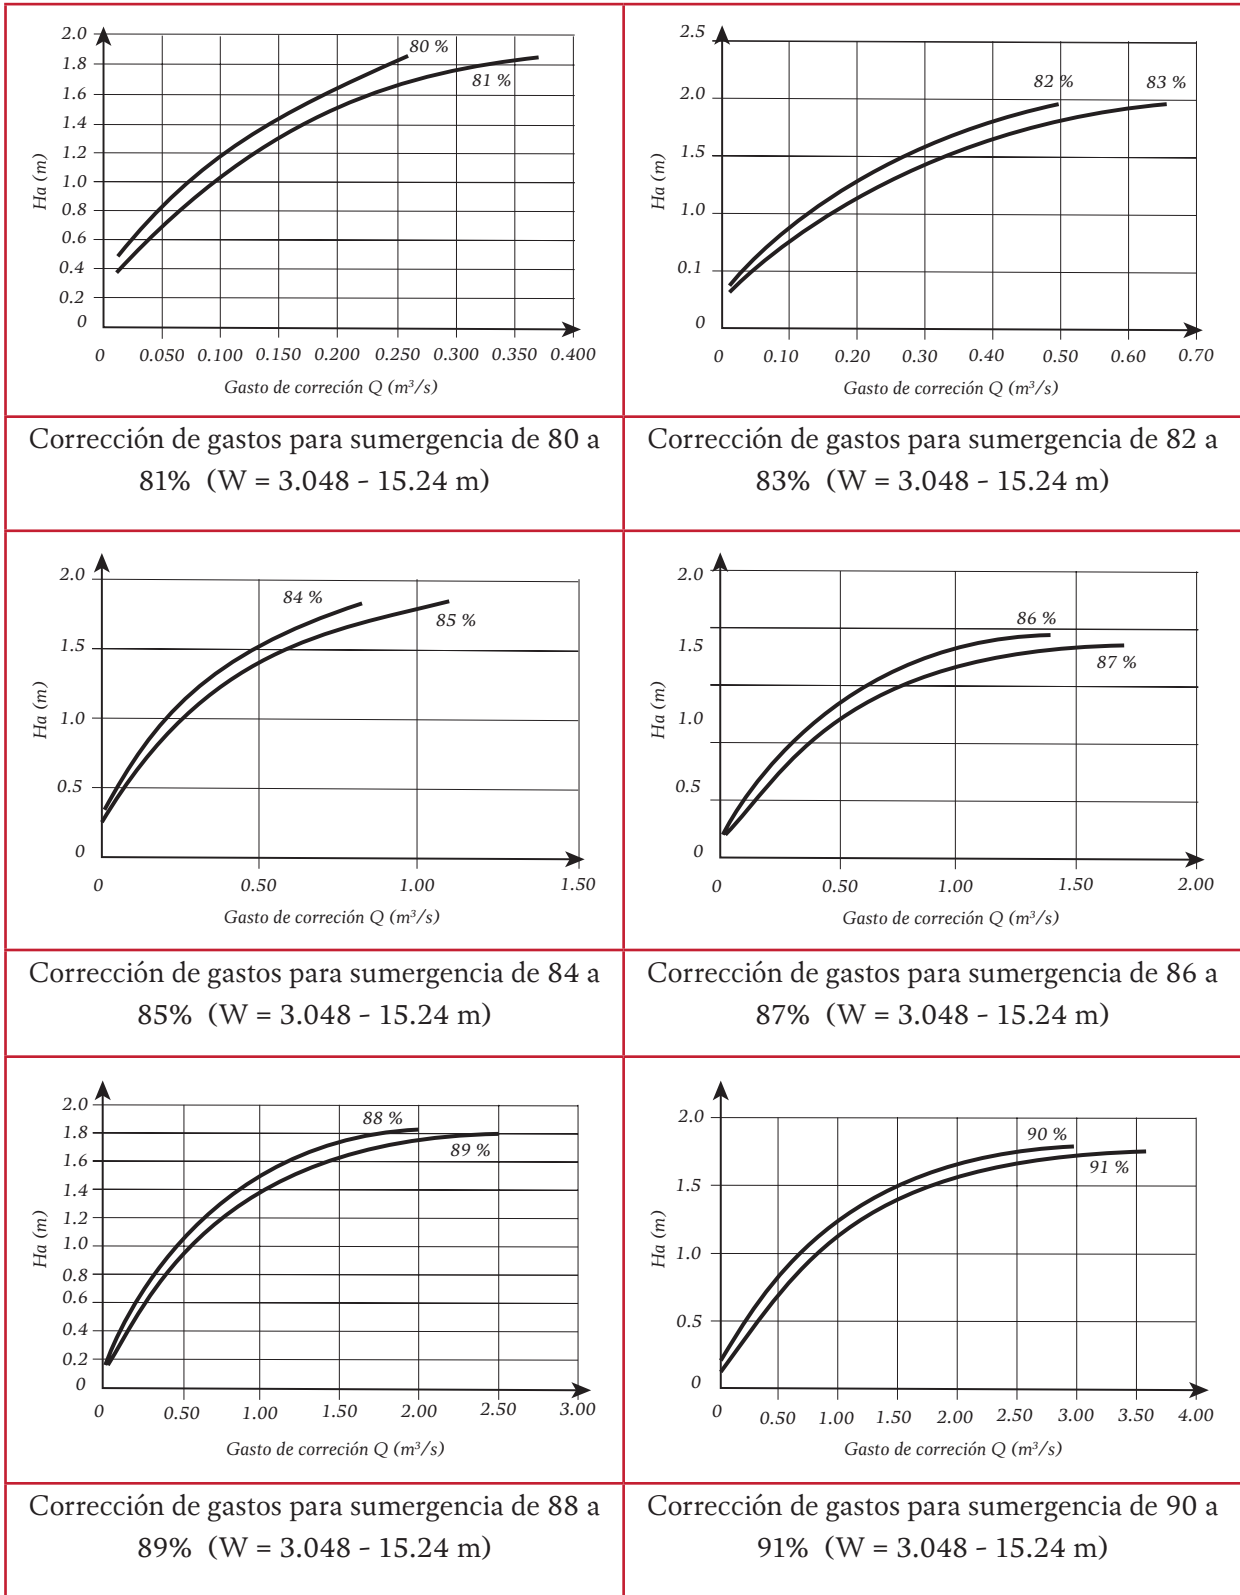 2.0
1.8
1.6
1.4
1.2
1.0
0.8
0.6
0.4
0.2
0
Ha (m)
80 %
81 %
0 0.050 0.100 0.150 0.200 0.250 0.300 0.350 0.400
Gasto de correción Q (m³/s)
2.5
2.0
1.5
1.0
0.1
0
Ha (m)
82 % 83 %
0 0.10 0.20 0.30 0.40 0.50 0.60 0.70
Gasto de correción Q (m³/s)
Corrección de gastos para sumergencia de 80 a
81% (W = 3.048 - 15.24 m)
Corrección de gastos para sumergencia de 82 a
83% (W = 3.048 - 15.24 m)
2.0
1.5
1.0
0.5
0
Ha (m)
84 %
85 %
0 0.50 1.00 1.50
Gasto de correción Q (m³/s)
2.0
1.5
1.0
0.5
0
Ha (m)
86 %
87 %
0 0.50 1.00 1.50 2.00
Gasto de correción Q (m³/s)
Corrección de gastos para sumergencia de 84 a
85% (W = 3.048 - 15.24 m)
Corrección de gastos para sumergencia de 86 a
87% (W = 3.048 - 15.24 m)
2.0
1.8
1.6
1.4
1.2
1.0
0.8
0.6
0.4
0.2
0
Ha (m)
88 %
89 %
0 0.50 1.00 1.50 2.00 2.50 3.00
Gasto de correción Q (m³/s)
2.0
1.5
1.0
0.5
0
Ha (m)
90 %
91 %
0 0.50 1.00 1.50 2.00 2.50 3.00 3.50 4.00
Gasto de correción Q (m³/s)
Corrección de gastos para sumergencia de 88 a
89% (W = 3.048 - 15.24 m)
Corrección de gastos para sumergencia de 90 a
91% (W = 3.048 - 15.24 m)